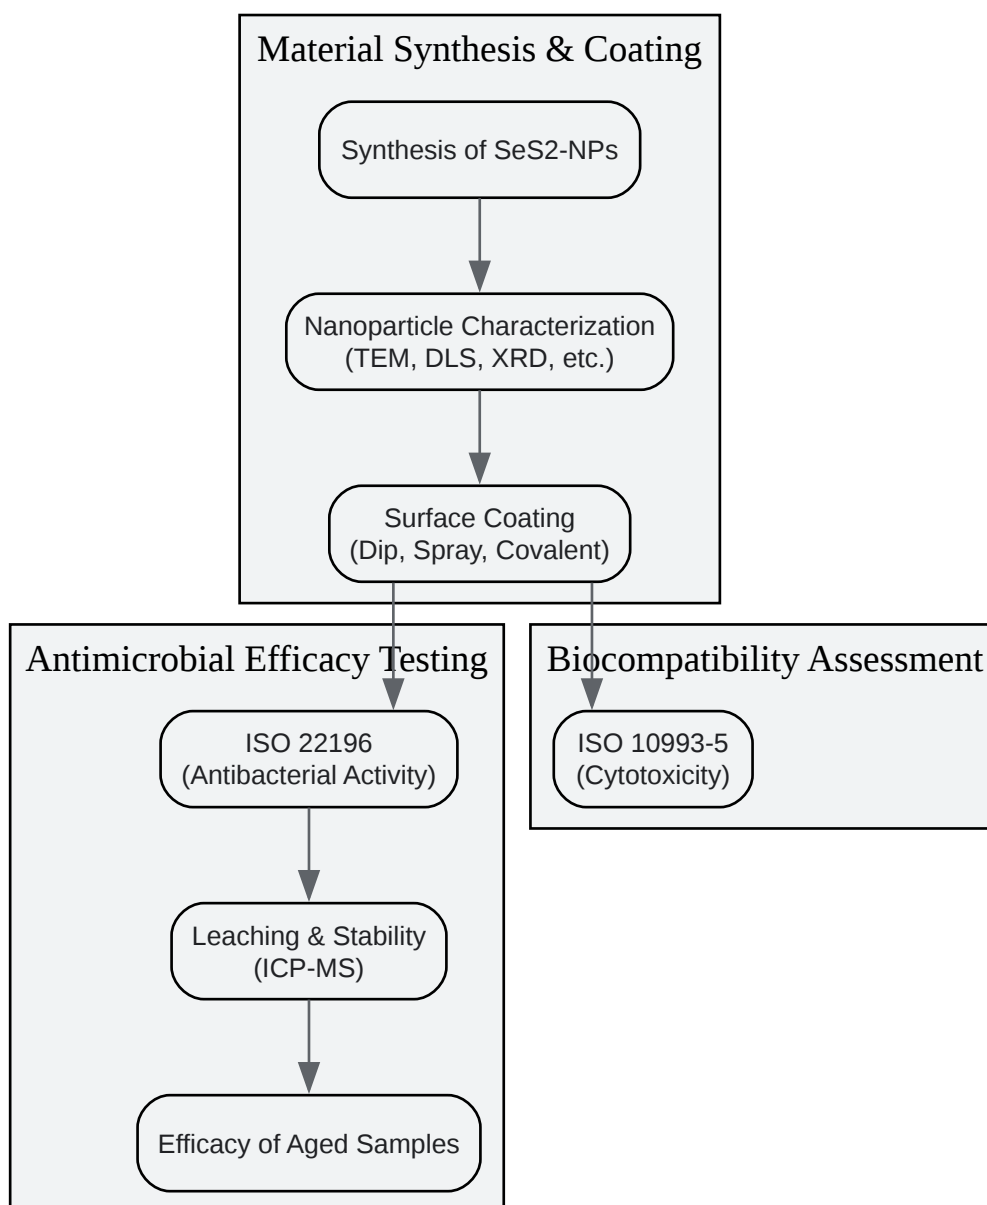 Material Synthesis & Coating
Synthesis of SeS2-NPs
Nanoparticle Characterization
(TEM, DLS, XRD, etc.)
Surface Coating
(Dip, Spray, Covalent)
Antimicrobial Efficacy Testing
ISO 22196
(Antibacterial Activity)
Leaching & Stability
(ICP-MS)
Efficacy of Aged Samples
Biocompatibility Assessment
ISO 10993-5
(Cytotoxicity)